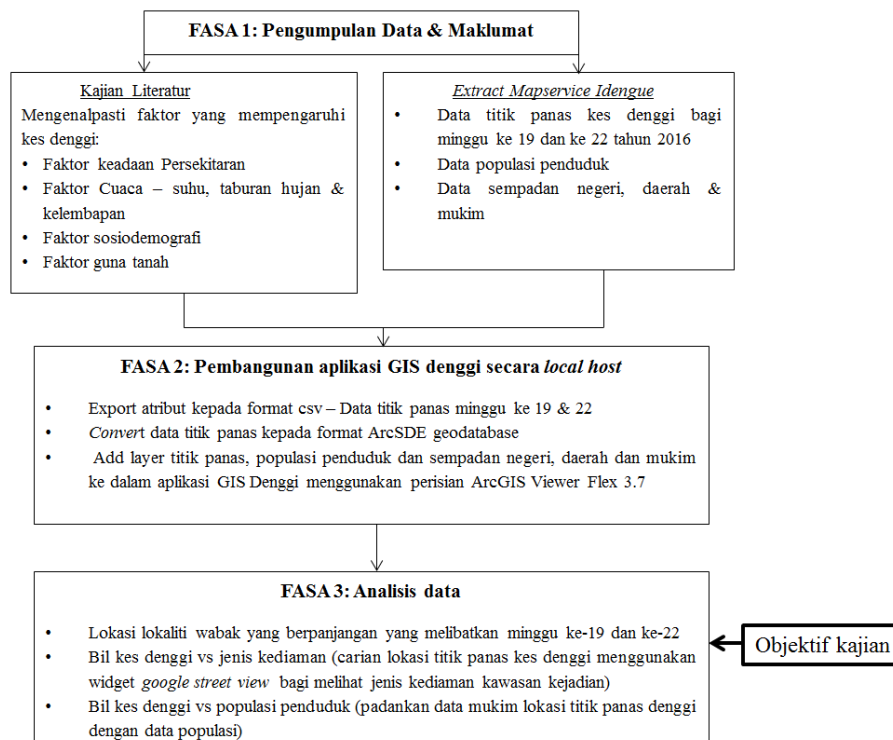 FASA 1: Pengumpulan Data & Maklumat
Kajian Literatur
Mengenalpasti faktor yang mempengaruhi
kes denggi:
• Faktor keadaan Persekitaran
• Faktor Cuaca – suhu, taburan hujan &
kelembapan
• Faktor sosiodemografi
• Faktor guna tanah
Extract Mapservice Idengue
• Data titik panas kes denggi bagi
minggu ke 19 dan ke 22 tahun 2016
• Data populasi penduduk
• Data sempadan negeri, daerah &
mukim
FASA 2: Pembangunan aplikasi GIS denggi secara local host
• Export atribut kepada format csv – Data titik panas minggu ke 19 & 22
• Convert data titik panas kepada format ArcSDE geodatabase
• Add layer titik panas, populasi penduduk dan sempadan negeri, daerah dan mukim
ke dalam aplikasi GIS Denggi menggunakan perisian ArcGIS Viewer Flex 3.7
FASA 3: Analisis data
• Lokasi lokaliti wabak yang berpanjangan yang melibatkan minggu ke-19 dan ke-22
• Bil kes denggi vs jenis kediaman (carian lokasi titik panas kes denggi menggunakan
widget google street view bagi melihat jenis kediaman kawasan kejadian)
• Bil kes denggi vs populasi penduduk (padankan data mukim lokasi titik panas denggi
dengan data populasi)
Objektif kajian